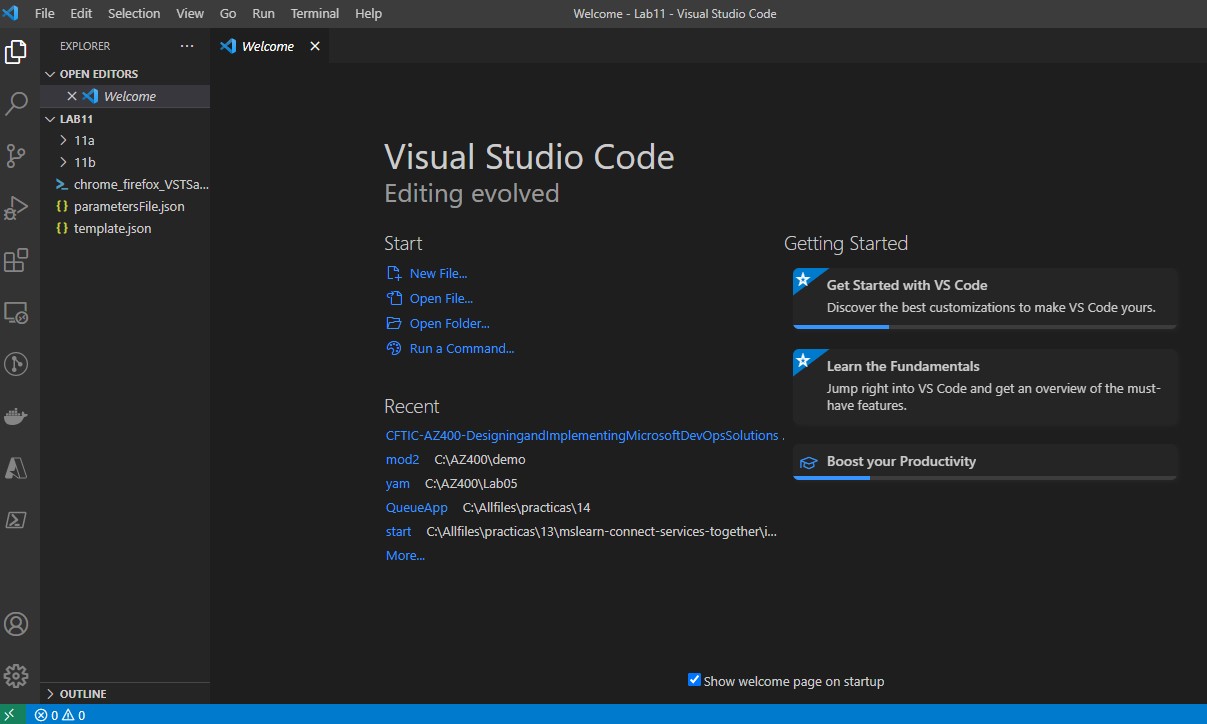 File Edit Selection View Go Run Terminal Help
Welcome - Lab11 - Visual Studio Code
EXPLORER ...
Welcome
OPEN EDITORS
Welcome
LAB11
11a
11b
chrome_firefox_VSTSa...
parametersFile.json
template.json
OUTLINE
Visual Studio Code
Editing evolved
Start
New File...
Open File...
Open Folder...
Run a Command...
Recent
CFTIC-AZ400-DesigningandImplementingMicrosoftDevOpsSolutions .
mod2 C:\AZ400\demo
yam C:\AZ400\Lab05
QueueApp C:\Allfiles\practicas\14
start C:\Allfiles\practicas\13\mslearn-connect-services-together\i...
More...
Getting Started
Get Started with VS Code
Discover the best customizations to make VS Code yours.
Learn the Fundamentals
Jump right into VS Code and get an overview of the must-
have features.
Boost your Productivity
Show welcome page on startup
0 0